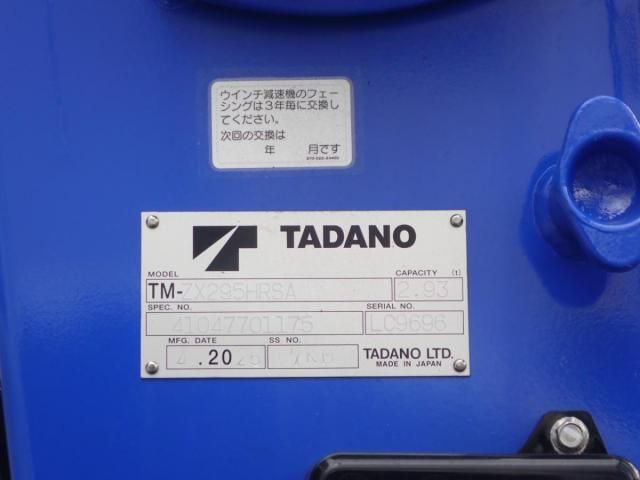 ウインチ減速機のフェー
シングは3年毎に交換し
てください。
次回の交換は
年 月です
TADANO
MODEL CAPACITY (t)
TM-ZX295HRSA 2.93
SPEC. NO. SERIAL NO.
41047701175 LC9696
MFG. DATE SS NO.
4 .2025
TADANO LTD.
MADE IN JAPAN